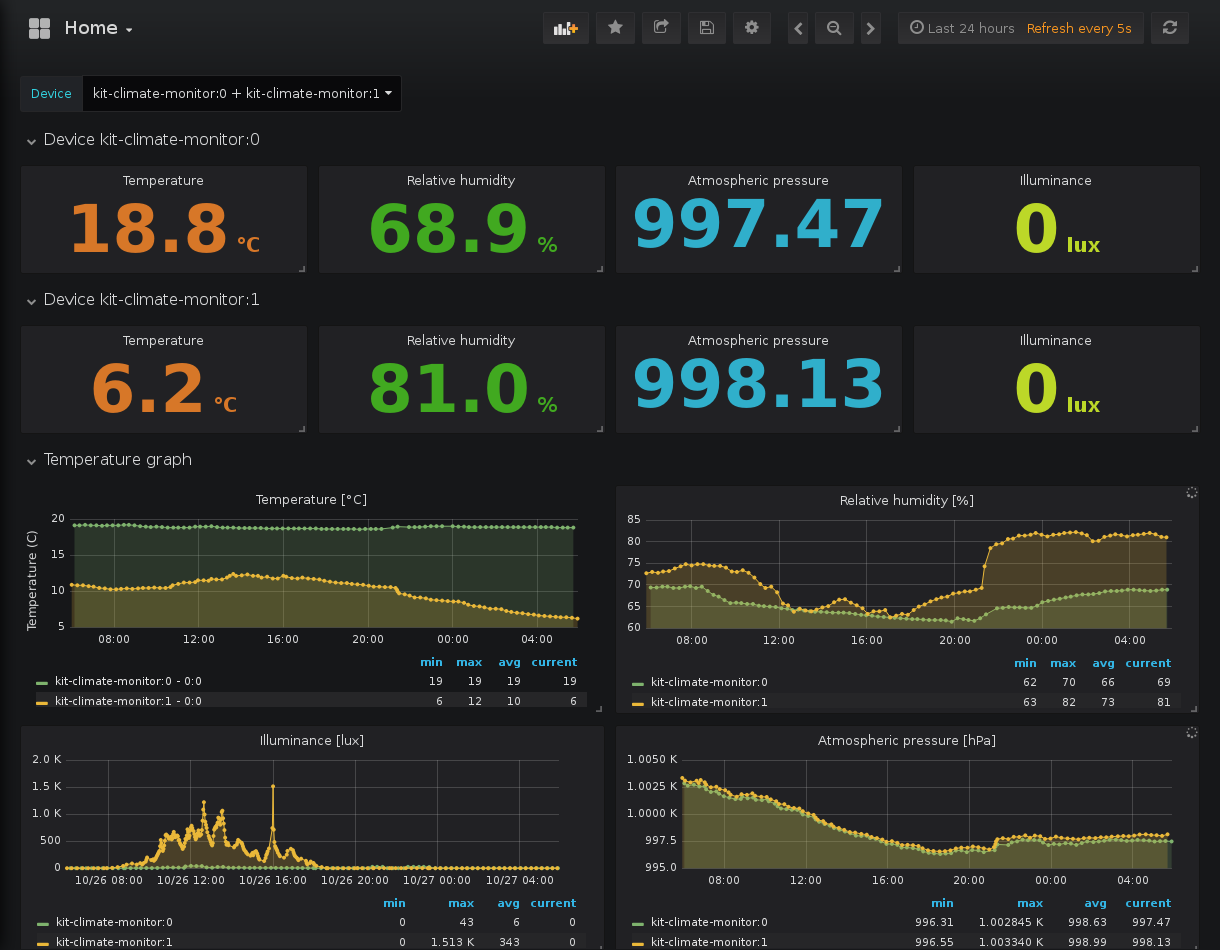 Home
Last 24 hours Refresh every 5s
Device kit-climate-monitor:0 + kit-climate-monitor:1
Device kit-climate-monitor:0
Temperature Relative humidity Atmospheric pressure Illuminance
18.8 °C 68.9 % 997.47 0 lux
Device kit-climate-monitor:1
Temperature Relative humidity Atmospheric pressure Illuminance
6.2 °C 81.0 % 998.13 0 lux
Temperature graph
Temperature [°C]
Temperature (C)
20
15
10
5
08:00 12:00 16:00 20:00 00:00 04:00
min max avg current
kit-climate-monitor:0 - 0:0 19 19 19 19
kit-climate-monitor:1 - 0:0 6 12 10 6
Relative humidity [%]
85
80
75
70
65
60
08:00 12:00 16:00 20:00 00:00 04:00
min max avg current
kit-climate-monitor:0 62 70 66 69
kit-climate-monitor:1 63 82 73 81
Illuminance [lux]
2.0 K
1.5 K
1.0 K
500
0
10/26 08:00 10/26 12:00 10/26 16:00 10/26 20:00 10/27 00:00 10/27 04:00
min max avg current
kit-climate-monitor:0 0 43 6 0
kit-climate-monitor:1 0 1.513 K 343 0
Atmospheric pressure [hPa]
1.0050 K
1.0025 K
1.0000 K
997.5
995.0
08:00 12:00 16:00 20:00 00:00 04:00
min max avg current
kit-climate-monitor:0 996.31 1.002845 K 998.63 997.47
kit-climate-monitor:1 996.55 1.003340 K 998.99 998.13